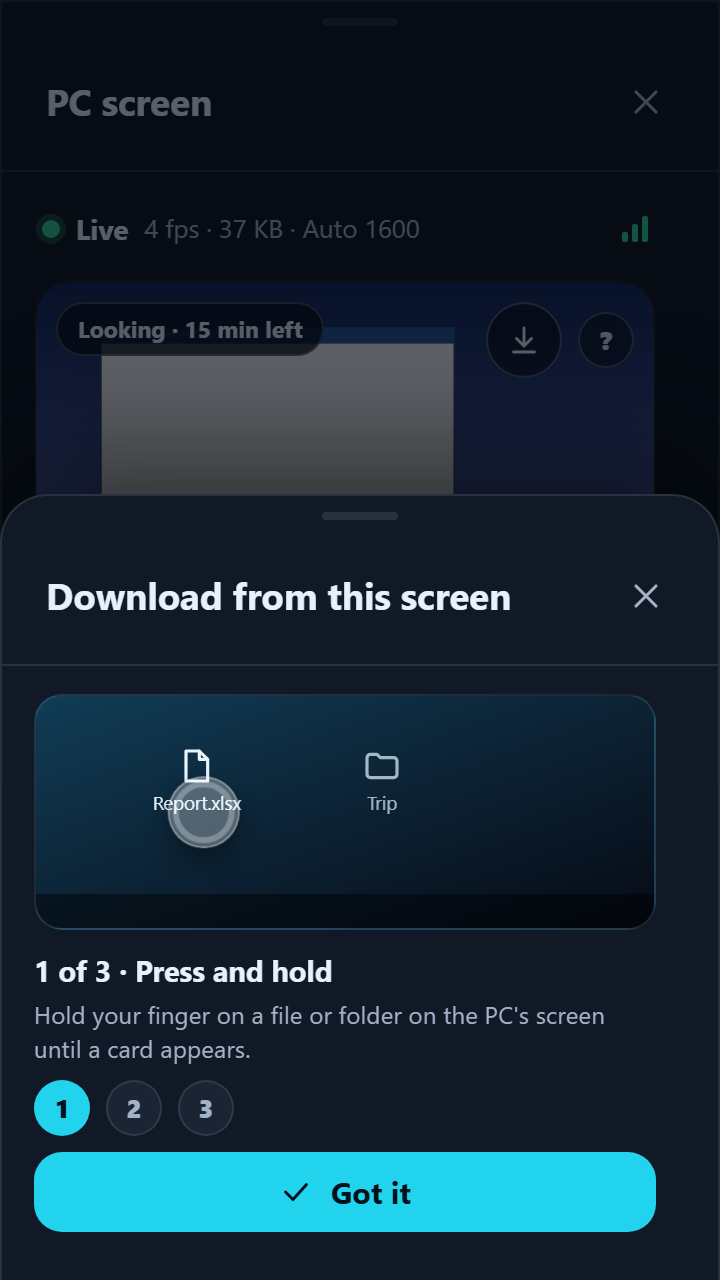 PC screen
Live 4 fps · 37 KB · Auto 1600
Looking · 15 min left
?
Download from this screen
Report.xlsx
Trip
1 of 3 · Press and hold
Hold your finger on a file or folder on the PC's screen
until a card appears.
1 2 3
Got it